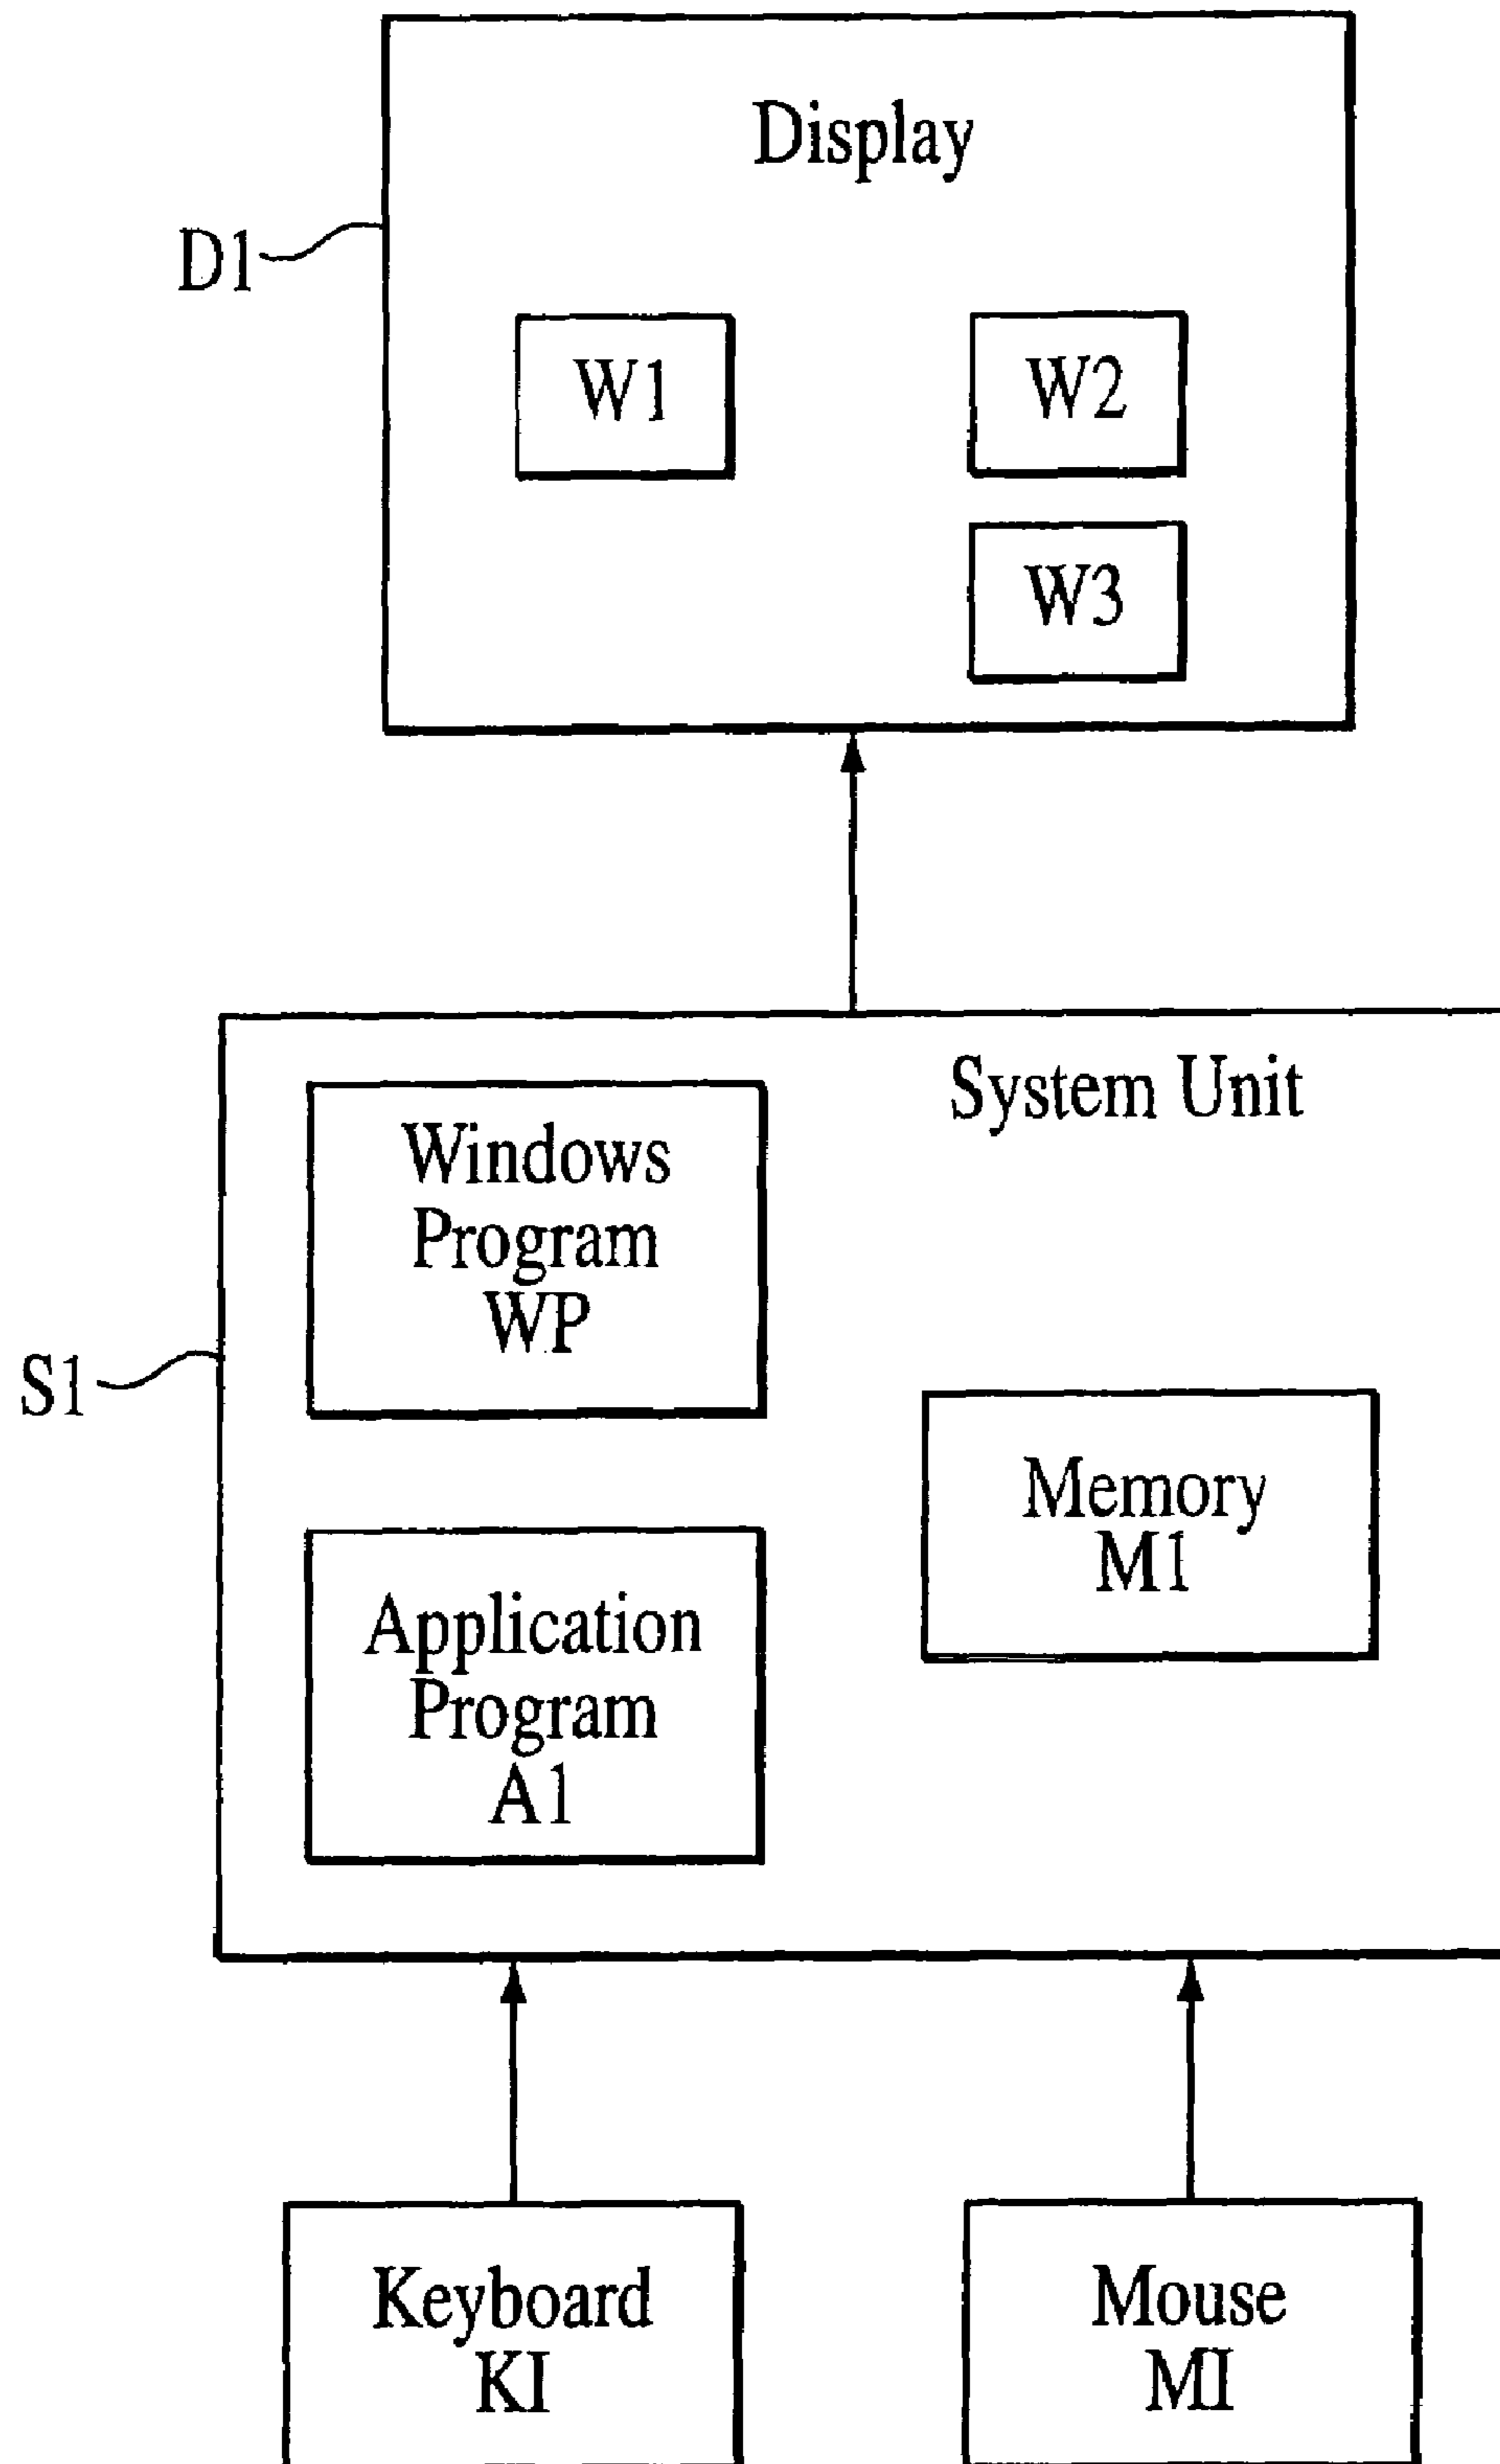 Display
D1
W1
W2
W3
System Unit
Windows
Program
WP
S1
Memory
M1
Application
Program
A1
Keyboard
KI
Mouse
MI